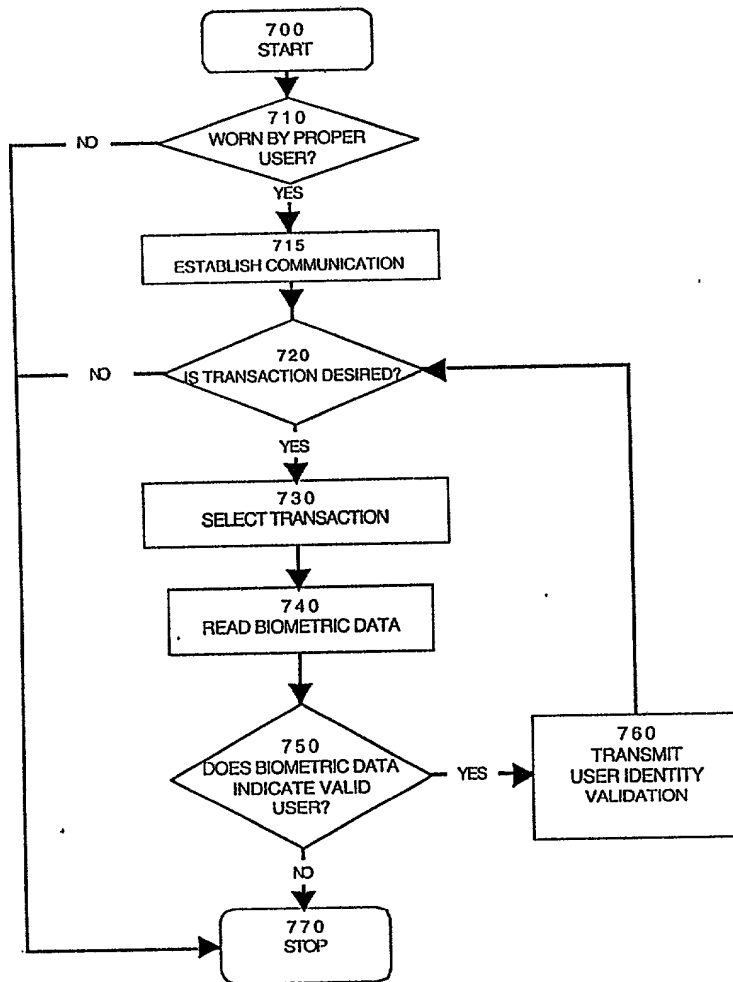 700
START
710
WORN BY PROPER
USER?
NO
YES
715
ESTABLISH COMMUNICATION
720
IS TRANSACTION DESIRED?
NO
YES
730
SELECT TRANSACTION
740
READ BIOMETRIC DATA
750
DOES BIOMETRIC DATA
INDICATE VALID
USER?
YES
760
TRANSMIT
USER IDENTITY
VALIDATION
NO
770
STOP